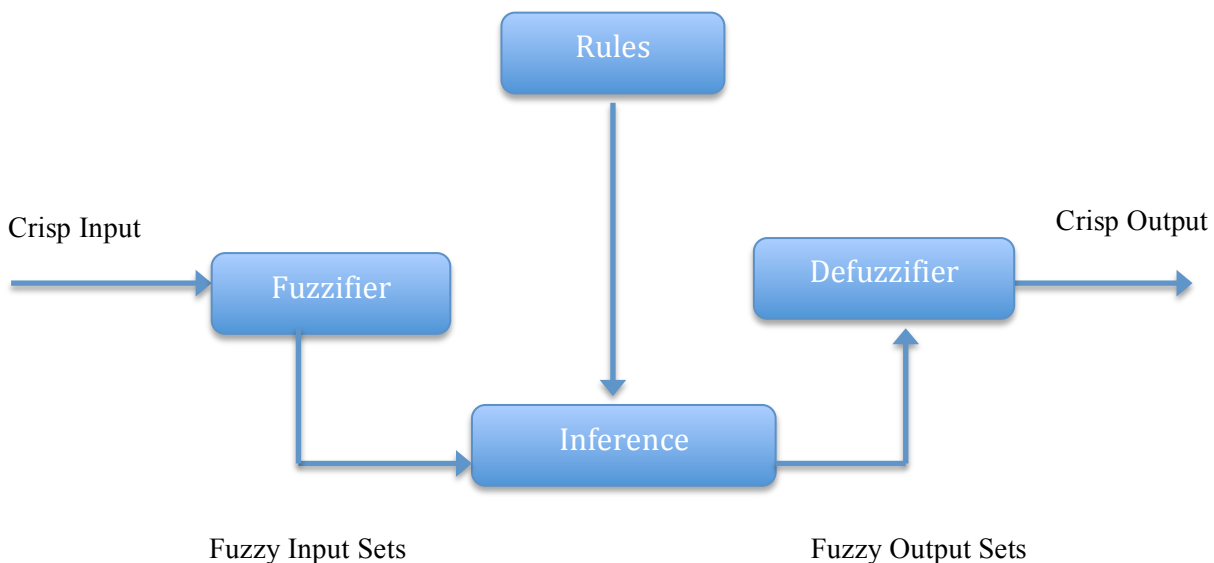 Rules
Crisp Input
Crisp Output
Fuzzifier
Defuzzifier
Inference
Fuzzy Input Sets
Fuzzy Output Sets